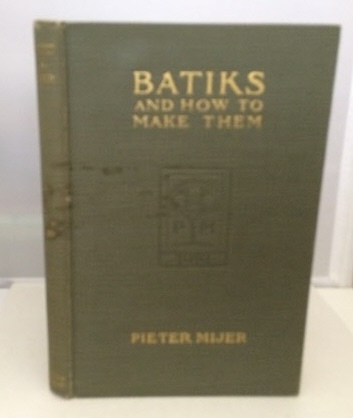 BATIKS
AND HOW TO
MAKE THEM
P M
PIETER MIJER